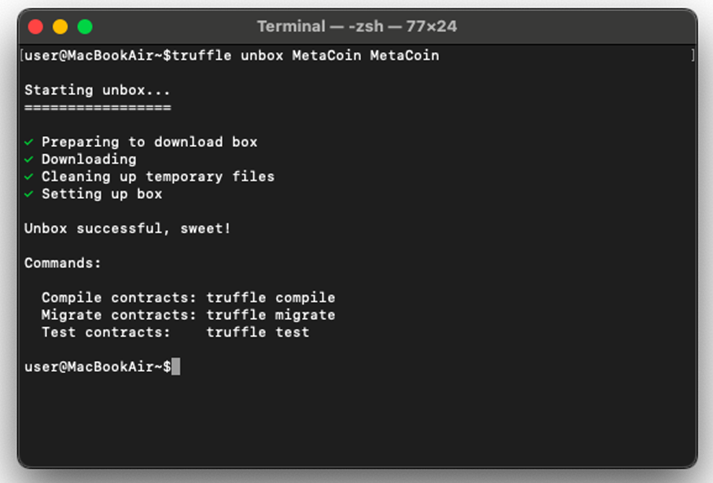 Terminal — -zsh — 77×24
[user@MacBookAir~$truffle unbox MetaCoin MetaCoin ]
Starting unbox...
=================
✓ Preparing to download box
✓ Downloading
✓ Cleaning up temporary files
✓ Setting up box
Unbox successful, sweet!
Commands:
Compile contracts: truffle compile
Migrate contracts: truffle migrate
Test contracts: truffle test
user@MacBookAir~$